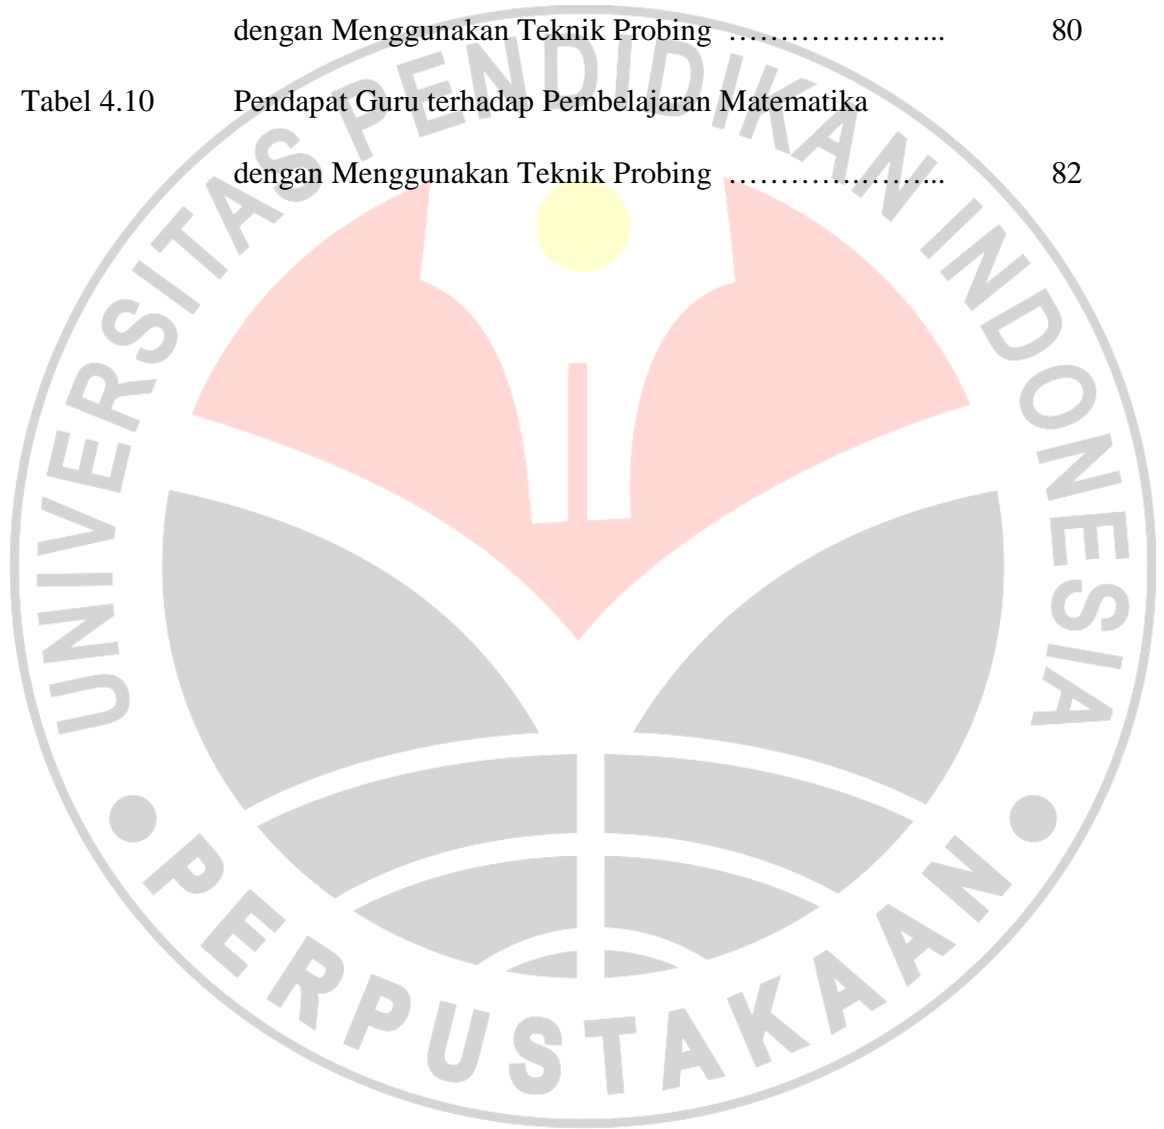 dengan Menggunakan Teknik Probing ………….……... 80
Tabel 4.10 Pendapat Guru terhadap Pembelajaran Matematika
dengan Menggunakan Teknik Probing ………….……... 82
UNIVERSITAS PENDIDIKAN INDONESIA
PERPUSTAKAAN